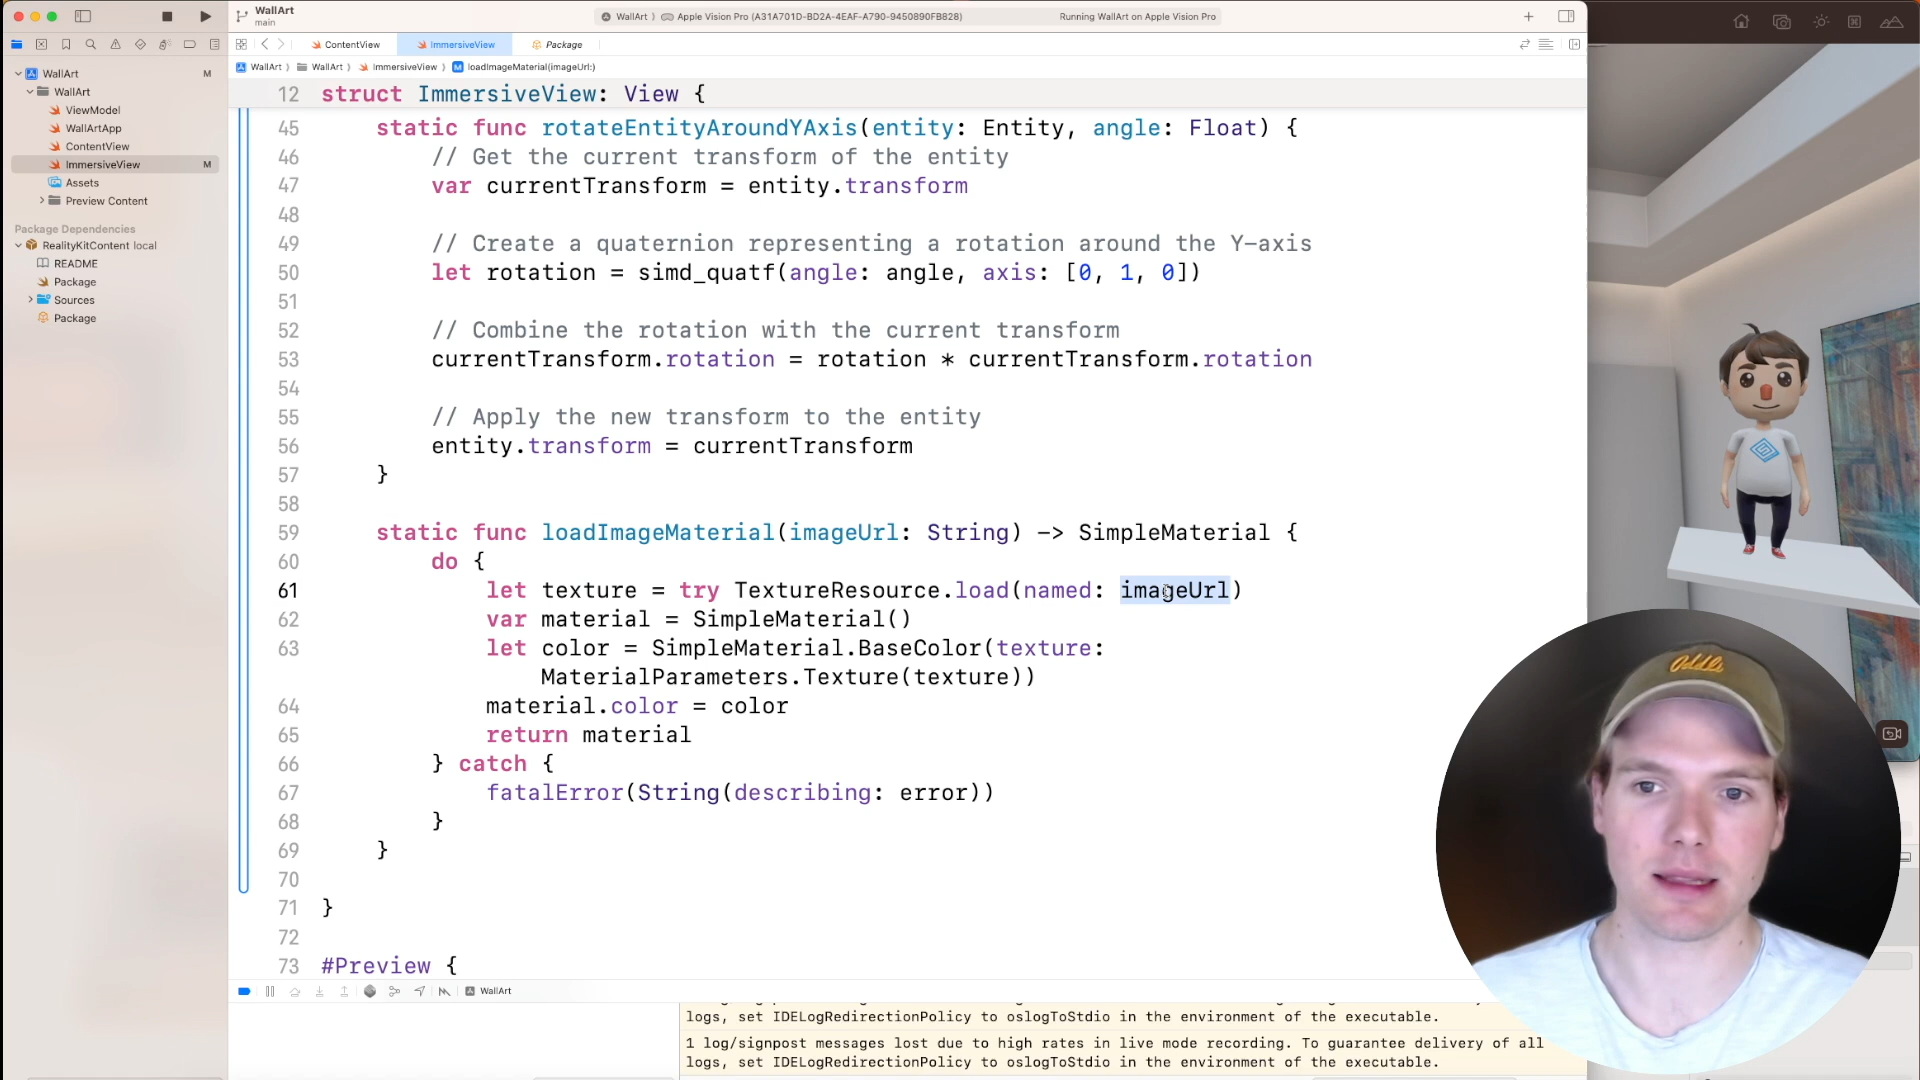 WallArt
main
WallArt
Apple Vision Pro (A31A701D-BD2A-4EAF-A790-9450890FB828)
Running WallArt on Apple Vision Pro
ContentView
ImmersiveView
Package
WallArt
WallArt
ImmersiveView
loadImageMaterial(imageUrl:)
WallArt M
WallArt
ViewModel
WallArtApp
ContentView
ImmersiveView M
Assets
Preview Content
Package Dependencies
RealityKitContent local
README
Package
Sources
Package
12 struct ImmersiveView: View {
45 static func rotateEntityAroundYAxis(entity: Entity, angle: Float) {
46 // Get the current transform of the entity
47 var currentTransform = entity.transform
48
49 // Create a quaternion representing a rotation around the Y-axis
50 let rotation = simd_quatf(angle: angle, axis: [0, 1, 0])
51
52 // Combine the rotation with the current transform
53 currentTransform.rotation = rotation * currentTransform.rotation
54
55 // Apply the new transform to the entity
56 entity.transform = currentTransform
57 }
58
59 static func loadImageMaterial(imageUrl: String) -> SimpleMaterial {
60 do {
61 let texture = try TextureResource.load(named: imageUrl)
62 var material = SimpleMaterial()
63 let color = SimpleMaterial.BaseColor(texture:
MaterialParameters.Texture(texture))
64 material.color = color
65 return material
66 } catch {
67 fatalError(String(describing: error))
68 }
69 }
70
71 }
72
73 #Preview {
WallArt
logs, set IDELogRedirectionPolicy to oslogToStdio in the environment of the executable.
1 log/signpost messages lost due to high rates in live mode recording. To guarantee delivery of all
logs, set IDELogRedirectionPolicy to oslogToStdio in the environment of the executable.